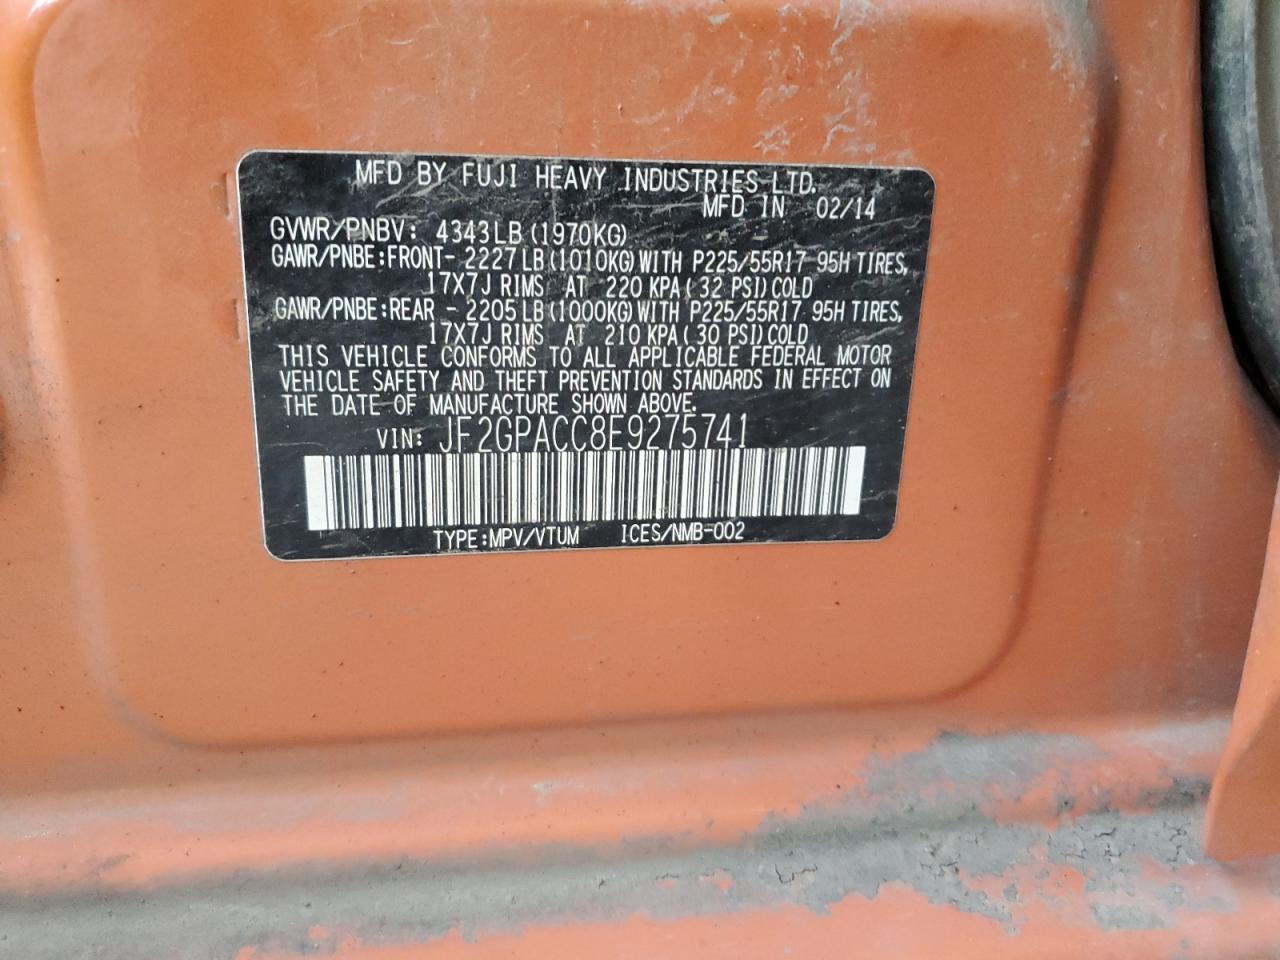 MFD BY FUJI HEAVY INDUSTRIES LTD.
MFD IN 02/14
GVWR/PNBV: 4343LB (1970KG)
GAWR/PNBE:FRONT- 2227LB (1010KG) WITH P225/55R17 95H TIRES,
17X7J RIMS AT 220 KPA ( 32 PSI) COLD
GAWR/PNBE:REAR - 2205LB (1000KG) WITH P225/55R17 95H TIRES,
17X7J RIMS AT 210 KPA ( 30 PSI) COLD
THIS VEHICLE CONFORMS TO ALL APPLICABLE FEDERAL MOTOR
VEHICLE SAFETY AND THEFT PREVENTION STANDARDS IN EFFECT ON
THE DATE OF MANUFACTURE SHOWN ABOVE.
VIN: JF2GPACC8E9275741
TYPE:MPV/VTUM ICES/NMB-002